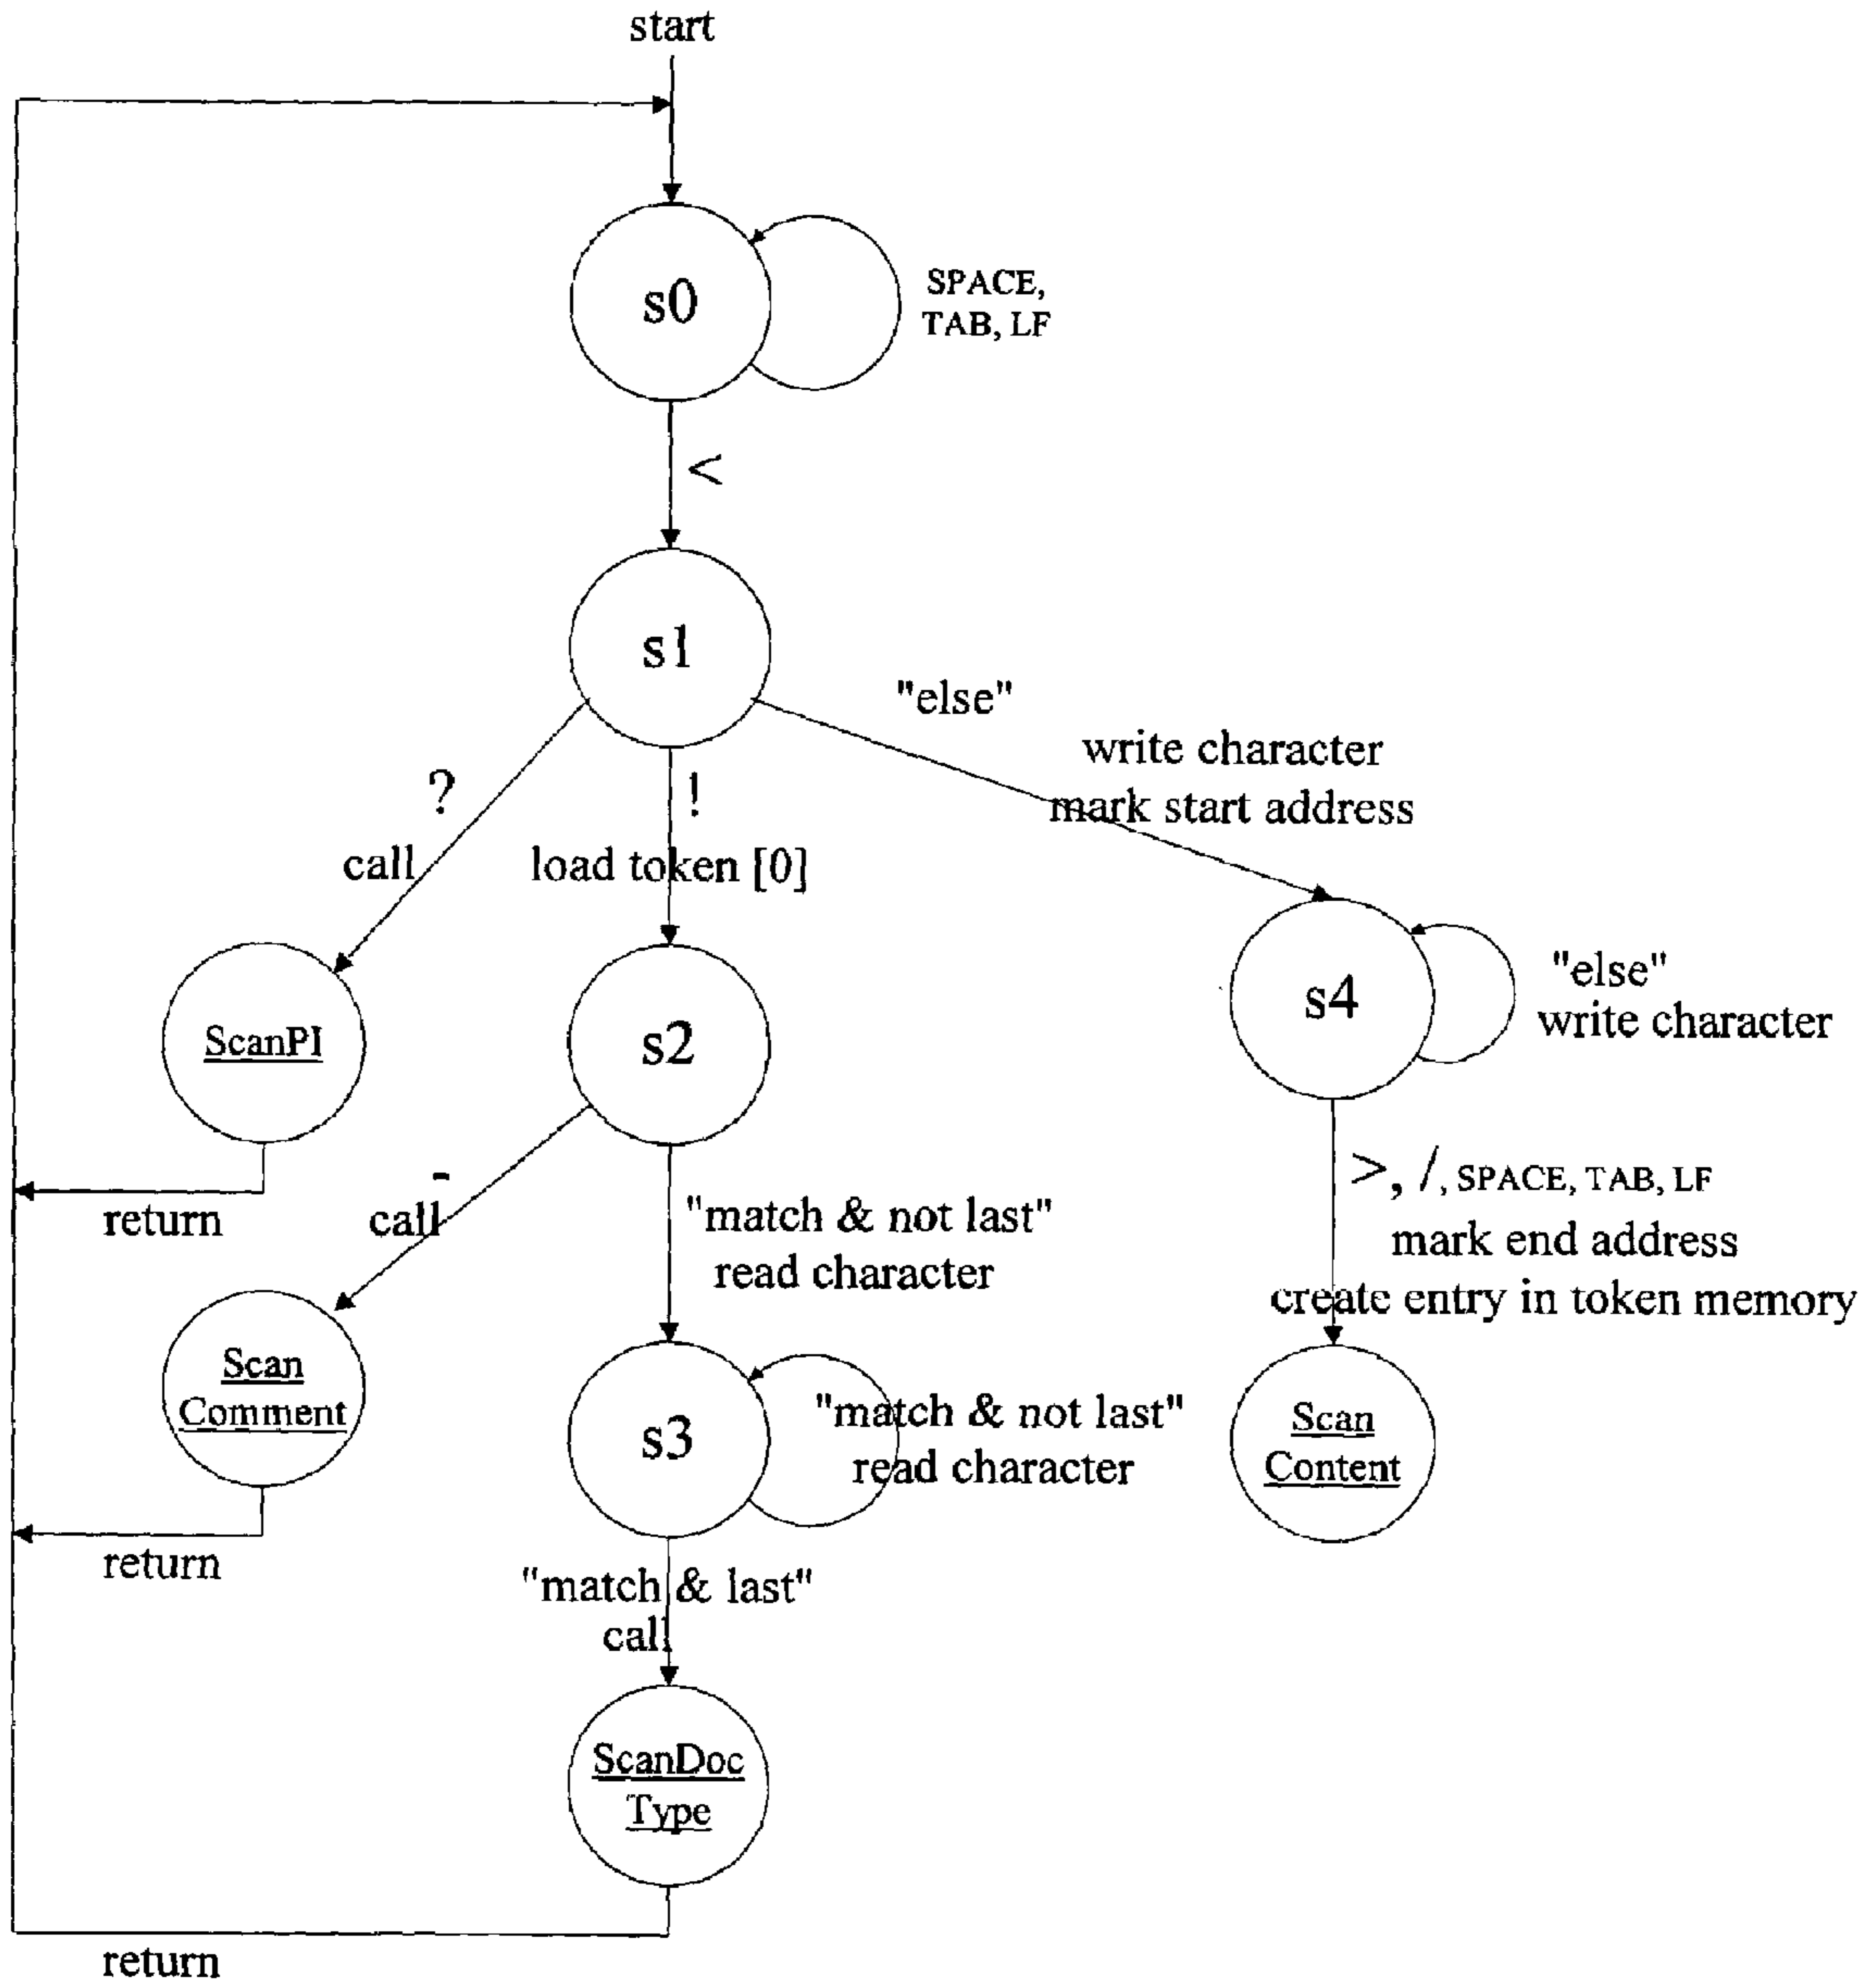 start
s0
SPACE,
TAB, LF
<
s1
"else"
write character
mark start address
?
!
call
load token [0]
ScanPI
s2
s4
"else"
write character
return
-
call
"match & not last"
read character
>, /, SPACE, TAB, LF
mark end address
create entry in token memory
Scan
Comment
s3
"match & not last"
read character
Scan
Content
return
"match & last"
call
ScanDoc
Type
return